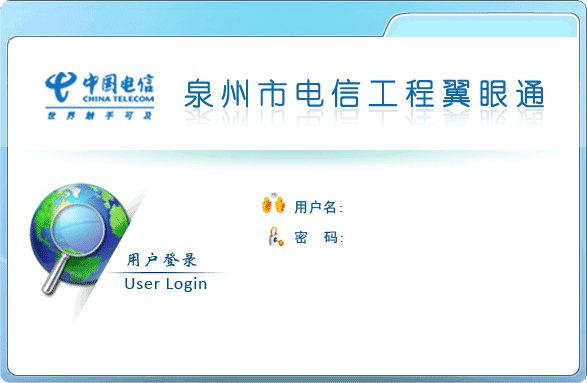 中国电信
CHINA TELECOM
世界触手可及
泉州市电信工程翼眼通
用户名:
密 码:
用户登录
User Login